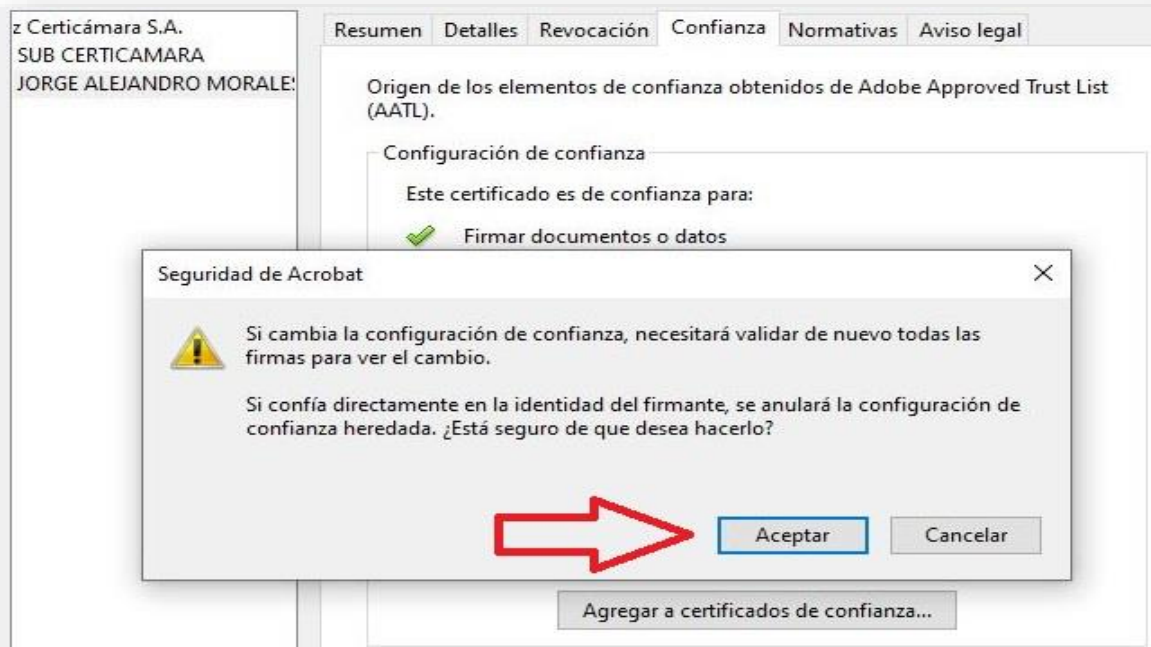 z Certicámara S.A.
SUB CERTICAMARA
JORGE ALEJANDRO MORALES
Resumen Detalles Revocación Confianza Normativas Aviso legal
Origen de los elementos de confianza obtenidos de Adobe Approved Trust List
(AATL).
Configuración de confianza
Este certificado es de confianza para:
Firmar documentos o datos
Seguridad de Acrobat
Si cambia la configuración de confianza, necesitará validar de nuevo todas las
firmas para ver el cambio.
Si confía directamente en la identidad del firmante, se anulará la configuración de
confianza heredada. ¿Está seguro de que desea hacerlo?
Aceptar Cancelar
Agregar a certificados de confianza...